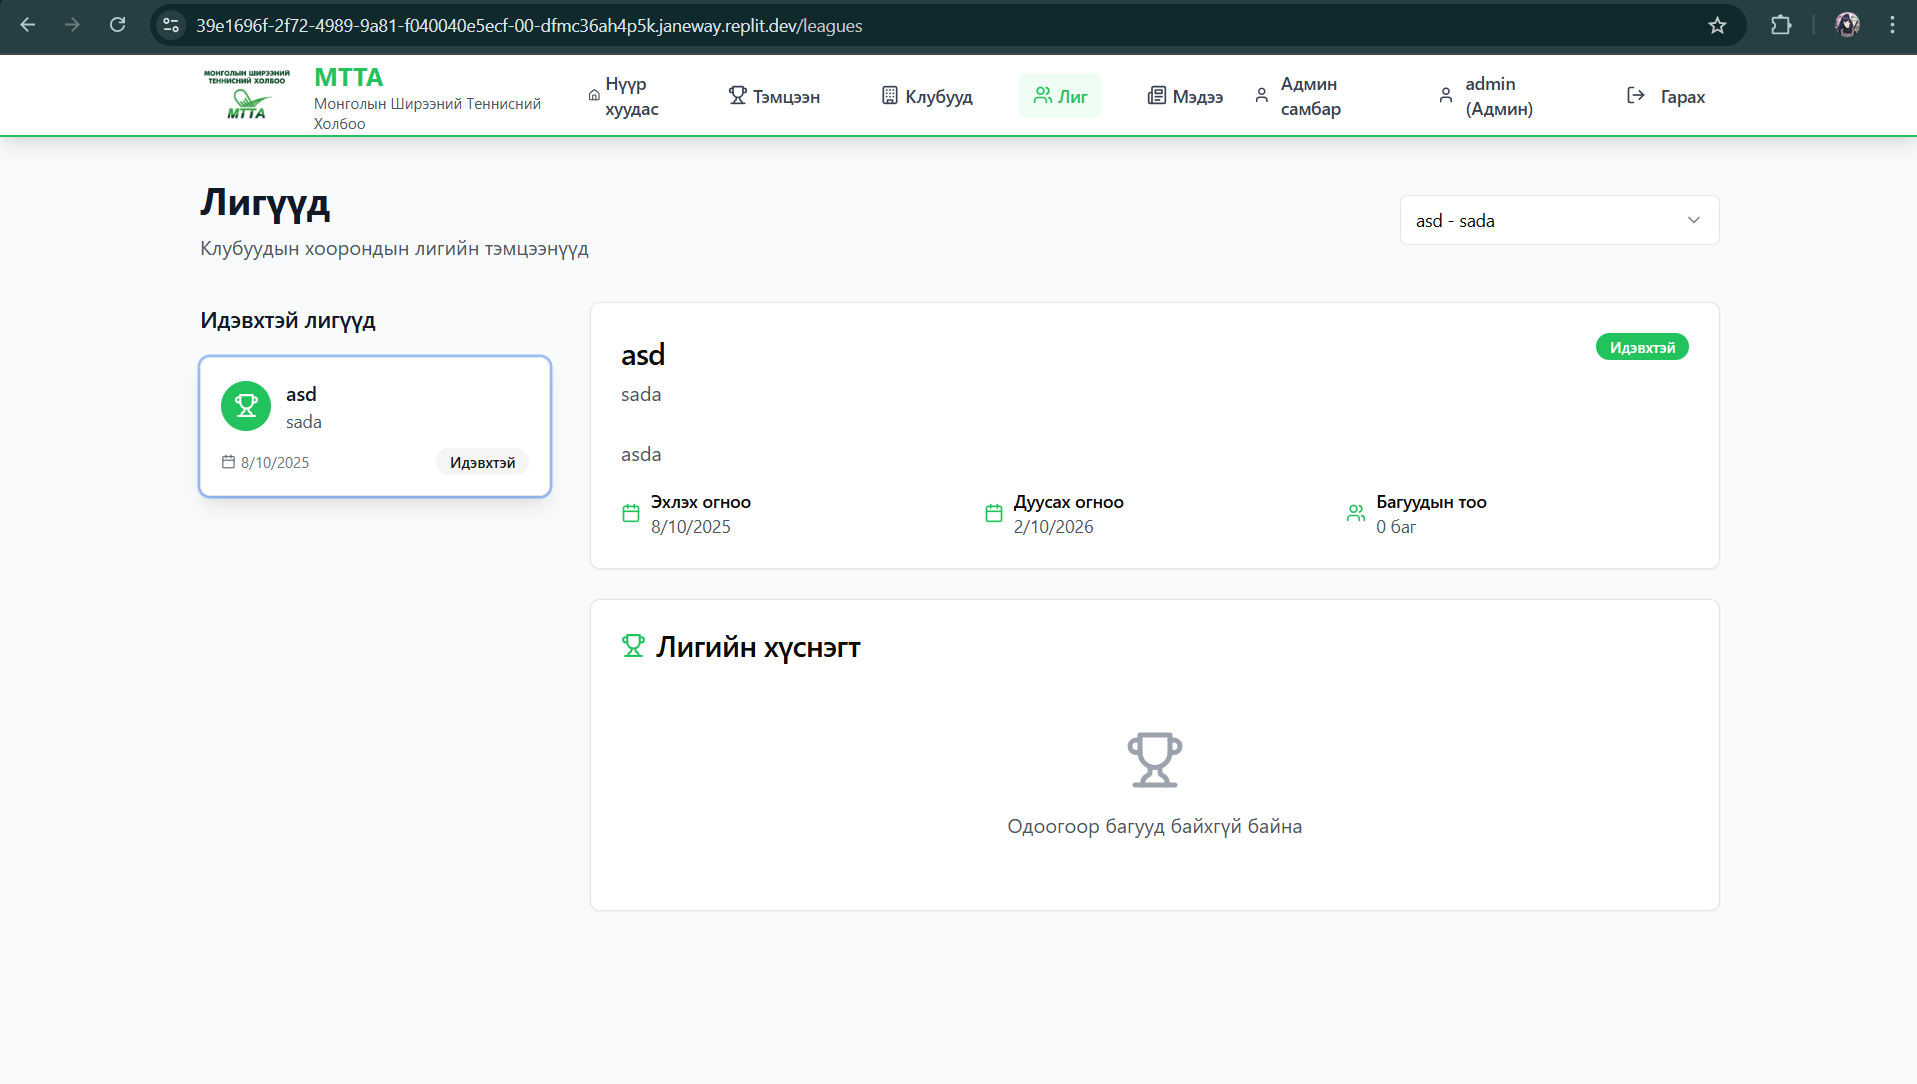 39e1696f-2f72-4989-9a81-f040040e5ecf-00-dfmc36ah4p5k.janeway.replit.dev/leagues
МОНГОЛЫН ШИРЭЭНИЙ
ТЕННИСНИЙ ХОЛБОО
МТТА
МТТА
Монголын Ширээний Теннисний
Холбоо
Нүүр
хуудас
Тэмцээн
Клубууд
Лиг
Мэдээ
Админ
самбар
admin
(Админ)
Гарах
Лигүүд
Клубуудын хоорондын лигийн тэмцээнүүд
asd - sada
Идэвхтэй лигүүд
asd
sada
8/10/2025
Идэвхтэй
asd
Идэвхтэй
sada
asda
Эхлэх огноо
8/10/2025
Дуусах огноо
2/10/2026
Багуудын тоо
0 баг
Лигийн хүснэгт
Одоогоор багууд байхгүй байна